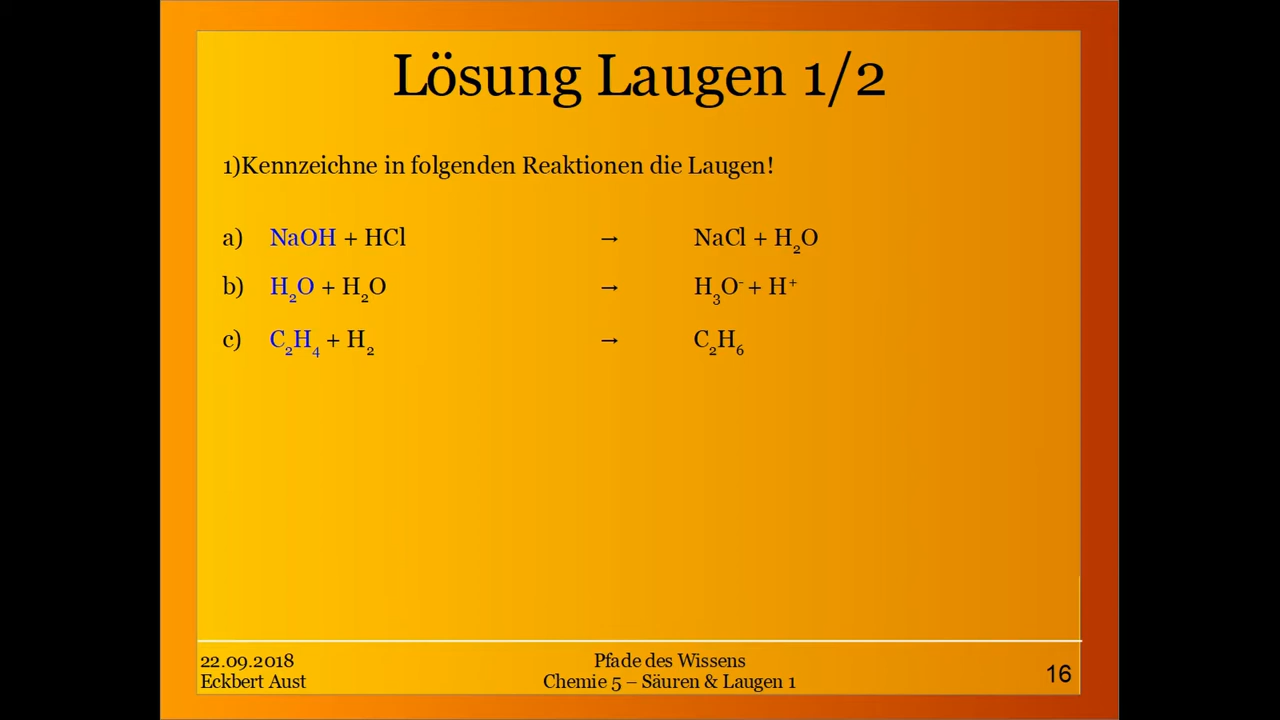 Lösung Laugen 1/2
1)Kennzeichne in folgenden Reaktionen die Laugen!
a) NaOH + HCl → NaCl + H₂O
b) H₂O + H₂O → H₃O⁻ + H⁺
c) C₂H₄ + H₂ → C₂H₆
22.09.2018
Eckbert Aust
Pfade des Wissens
Chemie 5 – Säuren & Laugen 1
16